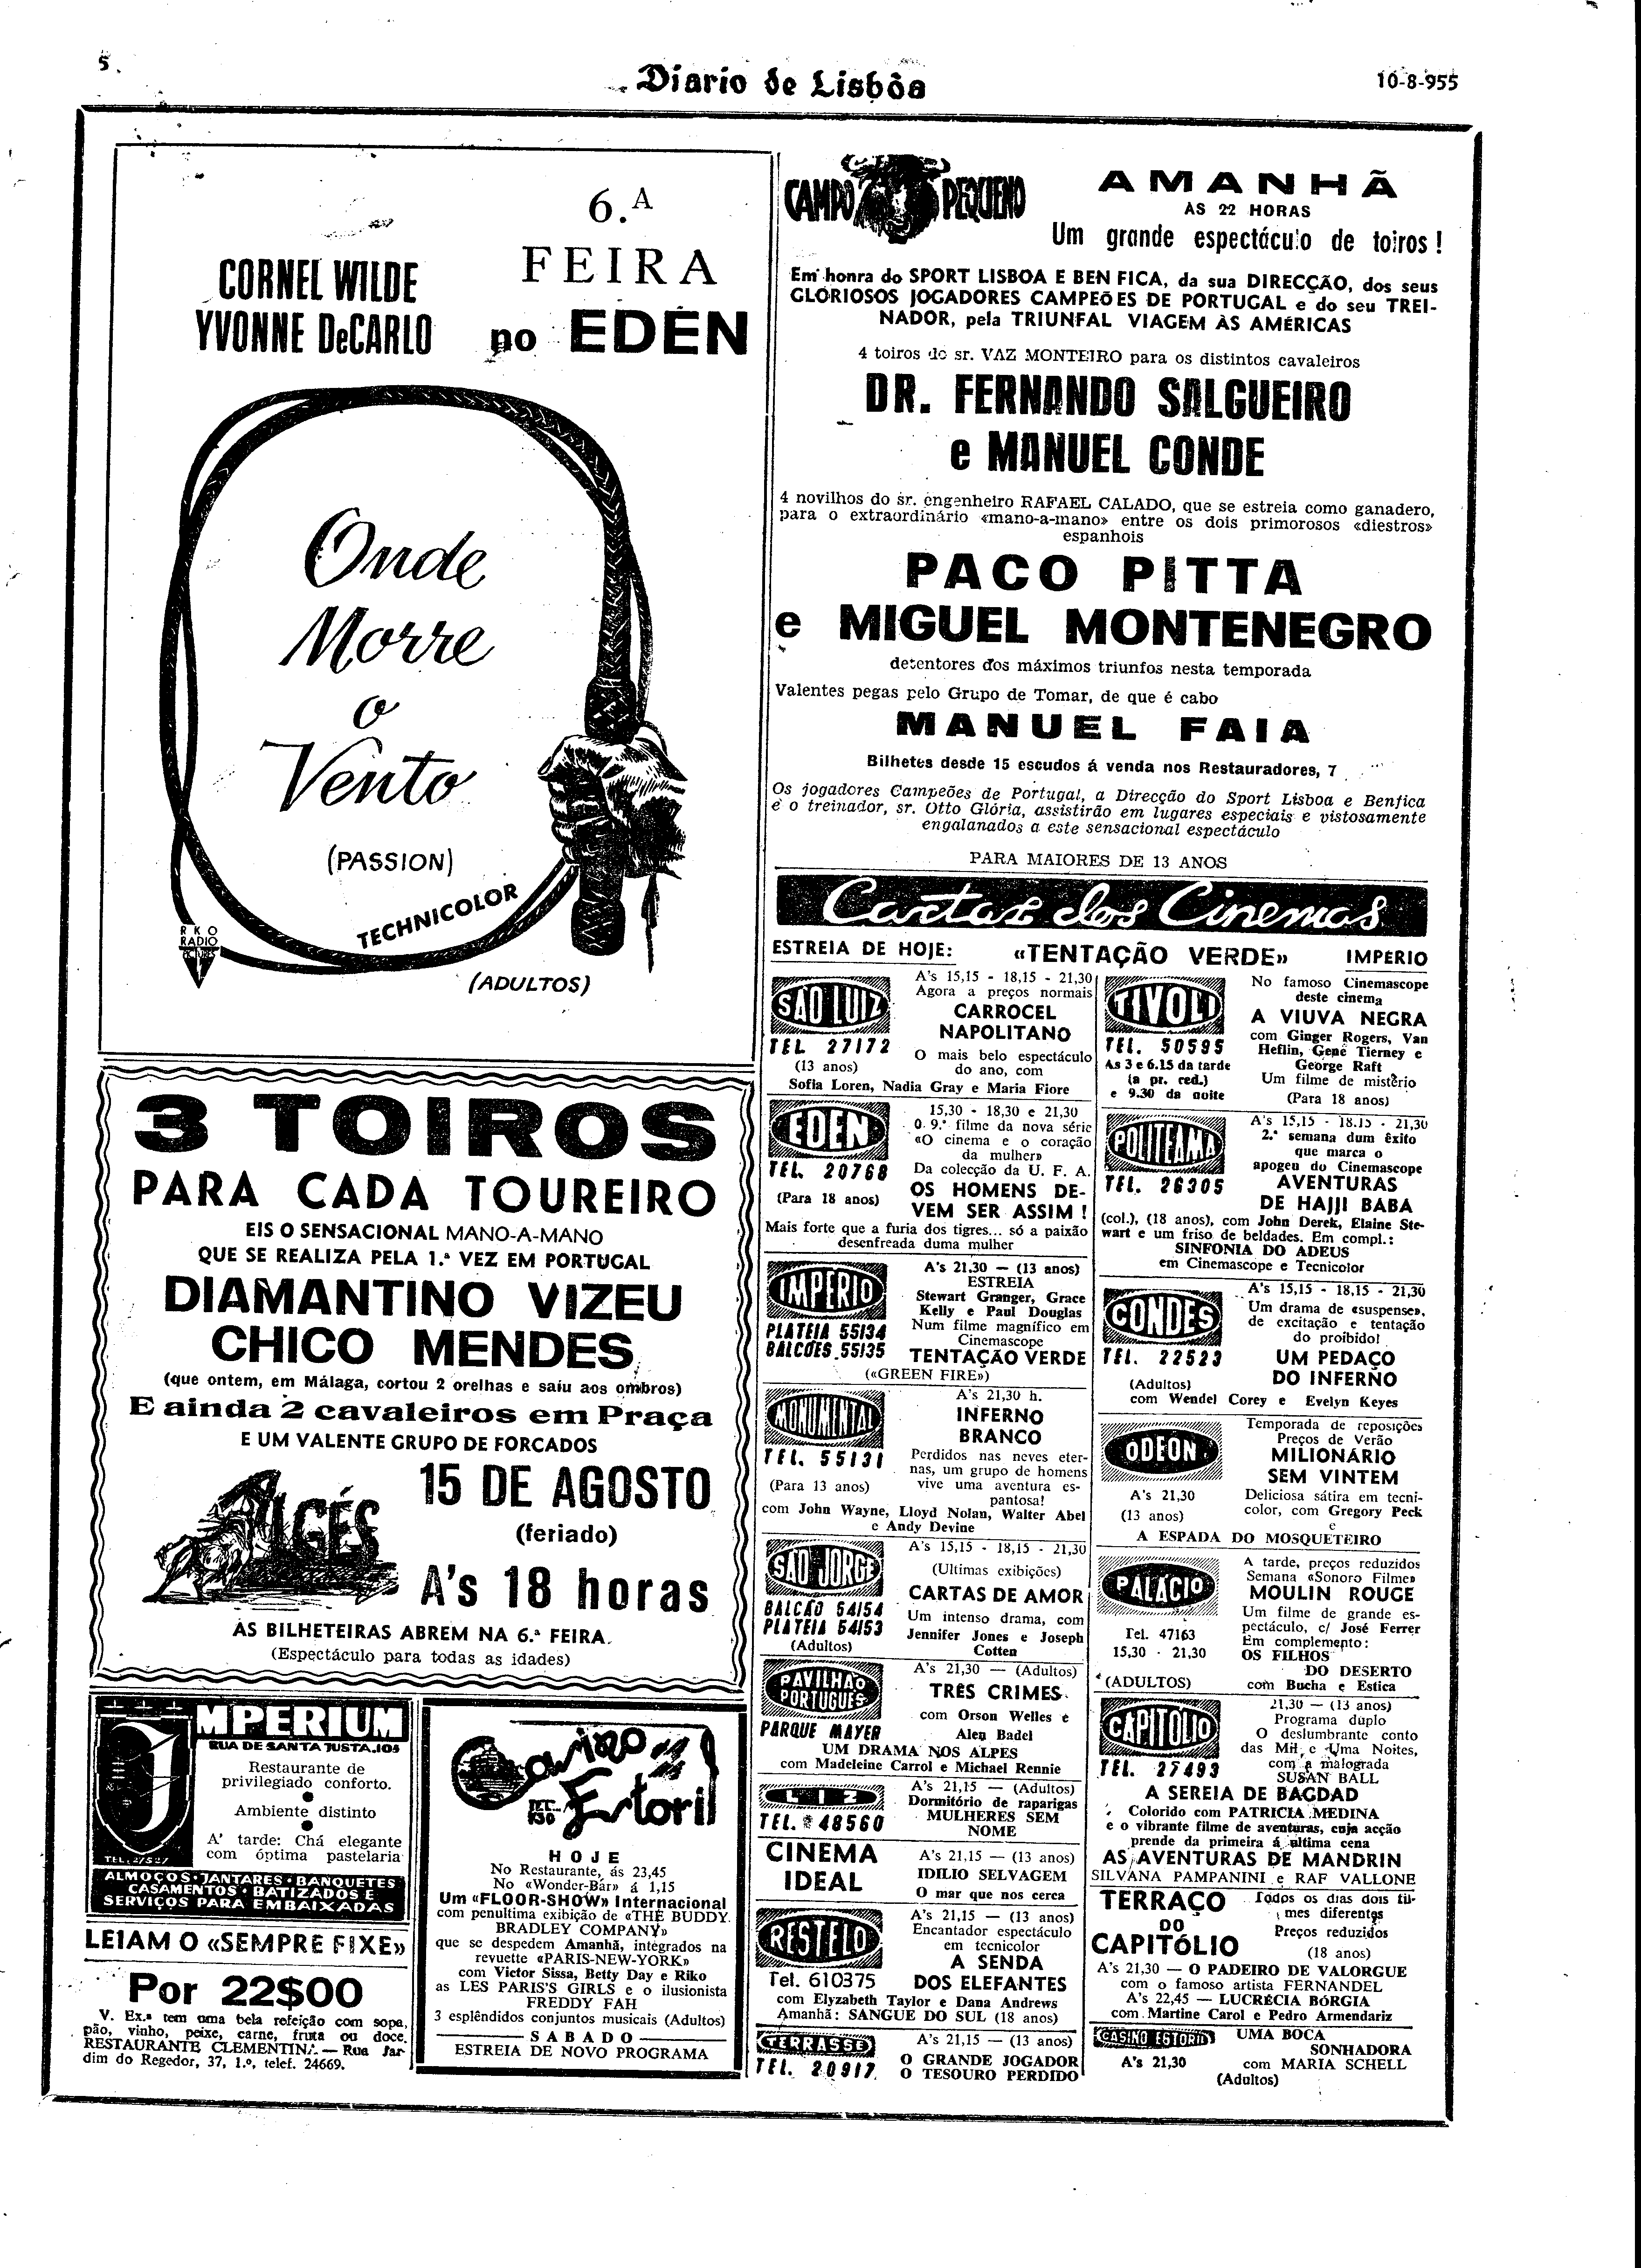 5
Diario de Lisbôa
10-8-955
6.A
FEIRA
CORNEL WILDE
YVONNE DeCARLO
no EDEN
Onde
Morre
o
Vento
(PASSION)
TECHNICOLOR
RKO
RADIO
PICTURES
(ADULTOS)
CAMPO PEQUENO
AMANHÃ
ÀS 22 HORAS
Um grande espectáculo de toiros!
Em honra do SPORT LISBOA E BENFICA, da sua DIRECÇÃO, dos seus
GLORIOSOS JOGADORES CAMPEÕES DE PORTUGAL e do seu TREI-
NADOR, pela TRIUNFAL VIAGEM ÀS AMÉRICAS
4 toiros do sr. VAZ MONTEIRO para os distintos cavaleiros
DR. FERNANDO SALGUEIRO
e MANUEL CONDE
4 novilhos do sr. engenheiro RAFAEL CALADO, que se estreia como ganadero,
para o extraordinário «mano-a-mano» entre os dois primorosos «diestros»
espanhois
PACO PITTA
e MIGUEL MONTENEGRO
detentores dos máximos triunfos nesta temporada
Valentes pegas pelo Grupo de Tomar, de que é cabo
MANUEL FAIA
Bilhetes desde 15 escudos á venda nos Restauradores, 7
Os jogadores Campeões de Portugal, a Direcção do Sport Lisboa e Benfica
e o treinador, sr. Otto Glória, assistirão em lugares especiais e vistosamente
engalanados a este sensacional espectáculo
PARA MAIORES DE 13 ANOS
3 TOIROS
PARA CADA TOUREIRO
EIS O SENSACIONAL MANO-A-MANO
QUE SE REALIZA PELA 1.ª VEZ EM PORTUGAL
DIAMANTINO VIZEU
CHICO MENDES
(que ontem, em Málaga, cortou 2 orelhas e saíu aos ombros)
E ainda 2 cavaleiros em Praça
E UM VALENTE GRUPO DE FORCADOS
ALGÉS
15 DE AGOSTO
(feriado)
A's 18 horas
AS BILHETEIRAS ABREM NA 6.ª FEIRA
(Espectáculo para todas as idades)
IMPERIUM
RUA DE SANTA JUSTA, 105
Restaurante de
privilegiado conforto.
Ambiente distinto
A' tarde: Chá elegante
com óptima pastelaria
TEL. 27527
ALMOÇOS · JANTARES · BANQUETES
CASAMENTOS · BATIZADOS E
SERVIÇOS PARA EMBAIXADAS
LEIAM O «SEMPRE FIXE»
Por 22$00
V. Ex.ª tem uma bela refeição com sopa,
pão, vinho, peixe, carne, fruta ou doce.
RESTAURANTE CLEMENTINA — Rua Jar-
dim do Regedor, 37, 1.º, telef. 24669.
Casino Estoril
TEL. 130
HOJE
No Restaurante, ás 23,45
No «Wonder-Bar» á 1,15
Um «FLOOR-SHOW» Internacional
com penultima exibição de «THE BUDDY
BRADLEY COMPANY»
que se despedem Amanhã, integrados na
revuette «PARIS-NEW-YORK»
com Victor Sissa, Betty Day e Riko
as LES PARIS'S GIRLS e o ilusionista
FREDDY FAH
3 esplêndidos conjuntos musicais (Adultos)
SABADO
ESTREIA DE NOVO PROGRAMA
Cartaz dos Cinemas
ESTREIA DE HOJE: «TENTAÇÃO VERDE» IMPÉRIO
SÃO LUIZ
TEL 27172
(13 anos)
A's 15,15 - 18,15 - 21,30
Agora a preços normais
CARROCEL
NAPOLITANO
O mais belo espectáculo
do ano, com
Sofia Loren, Nadia Gray e Maria Fiore
EDEN
TEL. 20768
(Para 18 anos)
15,30 - 18,30 e 21,30
O 9.º filme da nova série
«O cinema e o coração
da mulher»
Da colecção da U. F. A.
OS HOMENS DE-
VEM SER ASSIM!
Mais forte que a furia dos tigres... só a paixão
desenfreada duma mulher
IMPÉRIO
PLATEIA 55134
BALCÕES 55135
A's 21,30 — (13 anos)
ESTREIA
Stewart Granger, Grace
Kelly e Paul Douglas
Num filme magnífico em
Cinemascope
TENTAÇÃO VERDE
(«GREEN FIRE»)
MONUMENTAL
TEL. 55131
(Para 13 anos)
A's 21,30 h.
INFERNO
BRANCO
Perdidos nas neves eter-
nas, um grupo de homens
vive uma aventura es-
pantosa!
com John Wayne, Lloyd Nolan, Walter Abel
e Andy Devine
SÃO JORGE
BALCÃO 54154
PLATEIA 54153
(Adultos)
A's 15,15 - 18,15 - 21,30
(Ultimas exibições)
CARTAS DE AMOR
Um intenso drama, com
Jennifer Jones e Joseph
Cotten
PAVILHÃO
PORTUGUÊS
PARQUE MAYER
A's 21,30 — (Adultos)
TRÊS CRIMES
com Orson Welles e
Alen Badel
UM DRAMA NOS ALPES
com Madeleine Carrol e Michael Rennie
LIZ
TEL. 48560
A's 21,15 — (Adultos)
Dormitório de raparigas
MULHERES SEM
NOME
CINEMA
IDEAL
A's 21,15 — (13 anos)
IDILIO SELVAGEM
O mar que nos cerca
RESTELO
Tel. 610375
A's 21,15 — (13 anos)
Encantador espectáculo
em tecnicolor
A SENDA
DOS ELEFANTES
com Elyzabeth Taylor e Dana Andrews
Amanhã: SANGUE DO SUL (18 anos)
TERRASSE
TEL. 20917
A's 21,15 — (13 anos)
O GRANDE JOGADOR
O TESOURO PERDIDO
TIVOLI
TEL. 50595
As 3 e 6.15 da tarde
(a pr. red.)
e 9.30 da noite
No famoso Cinemascope
deste cinema
A VIUVA NEGRA
com Ginger Rogers, Van
Heflin, Gene Tierney e
George Raft
Um filme de mistério
(Para 18 anos)
POLITEAMA
TEL. 26305
A's 15,15 - 18,15 - 21,30
2.ª semana dum êxito
que marca o
apogeu do Cinemascope
AVENTURAS
DE HAJJI BABA
(col.), (18 anos), com John Derek, Elaine Ste-
wart e um friso de beldades. Em compl.:
SINFONIA DO ADEUS
em Cinemascope e Tecnicolor
CONDES
TEL. 22523
(Adultos)
A's 15,15 - 18,15 - 21,30
Um drama de «suspense»,
de excitação e tentação
do proibido!
UM PEDAÇO
DO INFERNO
com Wendel Corey e Evelyn Keyes
ODEÓN
A's 21,30
(13 anos)
Temporada de reposições
Preços de Verão
MILIONÁRIO
SEM VINTEM
Deliciosa sátira em tecni-
color, com Gregory Peck
e
A ESPADA DO MOSQUETEIRO
PALÁCIO
Tel. 47163
15,30 - 21,30
(ADULTOS)
A tarde, preços reduzidos
Semana «Sonoro Filme»
MOULIN ROUGE
Um filme de grande es-
pectáculo, c/ José Ferrer
Em complemento:
OS FILHOS
DO DESERTO
com Bucha e Estica
CAPITÓLIO
TEL. 27493
21,30 — (13 anos)
Programa duplo
O deslumbrante conto
das Mil e Uma Noites,
com a malograda
SUSAN BALL
A SEREIA DE BAGDAD
Colorido com PATRICIA MEDINA
e o vibrante filme de aventuras, cuja acção
prende da primeira á ultima cena
AS AVENTURAS DE MANDRIN
SILVANA PAMPANINI e RAF VALLONE
TERRAÇO
DO
CAPITÓLIO
Todos os dias dois fil-
mes diferentes
Preços reduzidos
(18 anos)
A's 21,30 — O PADEIRO DE VALORGUE
com o famoso artista FERNANDEL
A's 22,45 — LUCRÉCIA BÓRGIA
com Martine Carol e Pedro Armendariz
CASINO ESTORIL
A's 21,30
UMA BOCA
SONHADORA
com MARIA SCHELL
(Adultos)